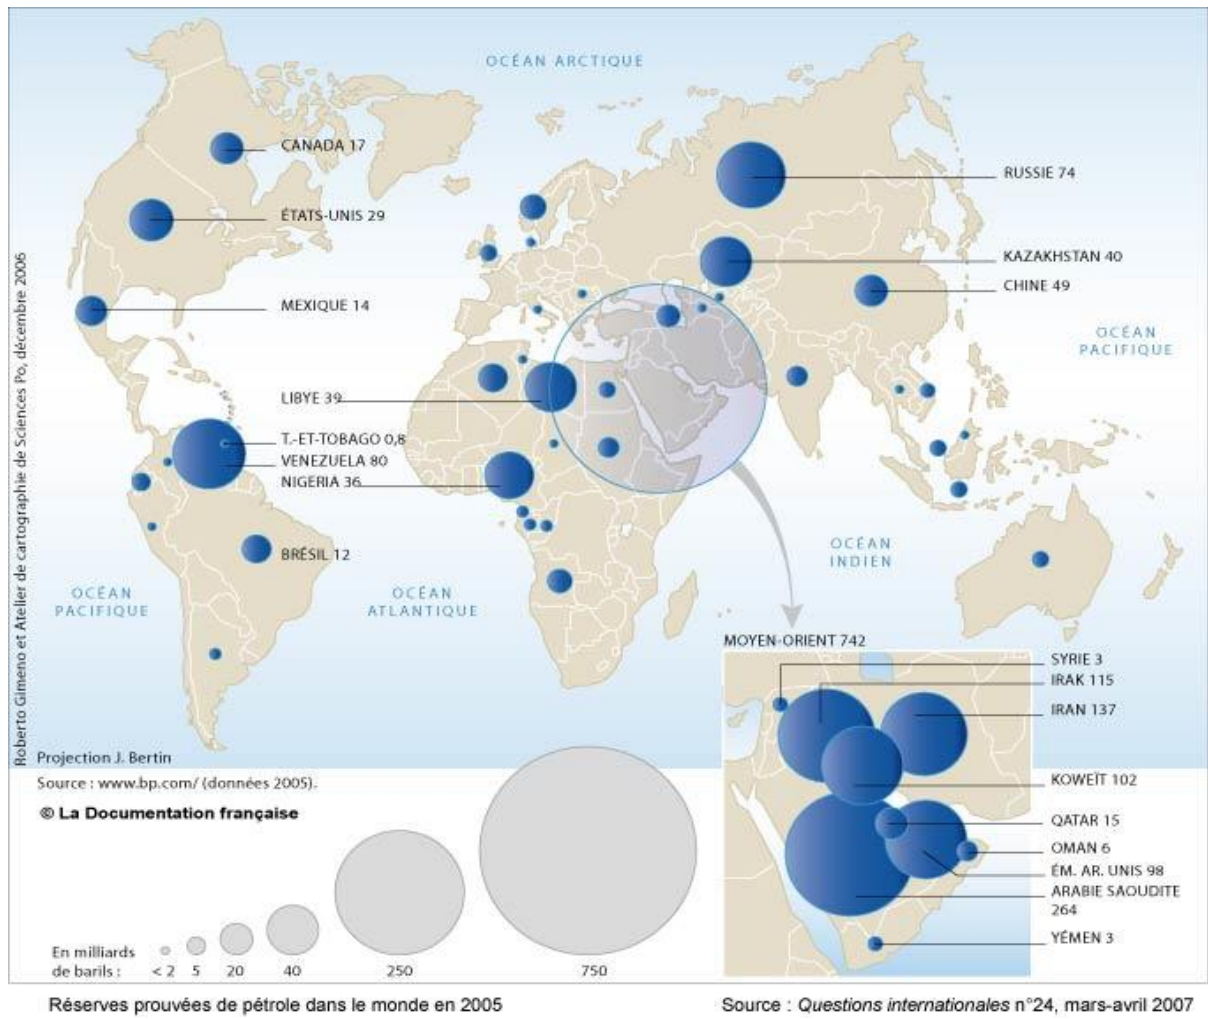 OCÉAN ARCTIQUE
CANADA 17
RUSSIE 74
ÉTATS-UNIS 29
KAZAKHSTAN 40
CHINE 49
MEXIQUE 14
OCÉAN
PACIFIQUE
LIBYE 39
T.-ET-TOBAGO 0,8
VENEZUELA 80
NIGERIA 36
BRÉSIL 12
OCÉAN
INDIEN
OCÉAN
PACIFIQUE
OCÉAN
ATLANTIQUE
MOYEN-ORIENT 742
SYRIE 3
IRAK 115
IRAN 137
KOWEÏT 102
QATAR 15
OMAN 6
ÉM. AR. UNIS 98
ARABIE SAOUDITE
264
YÉMEN 3
Roberto Gimeno et Atelier de cartographie de Sciences Po, décembre 2006
Projection J. Bertin
Source : www.bp.com/ (données 2005).
© La Documentation française
En milliards
de barils : < 2 5 20 40 250 750
Réserves prouvées de pétrole dans le monde en 2005
Source : Questions internationales n°24, mars-avril 2007